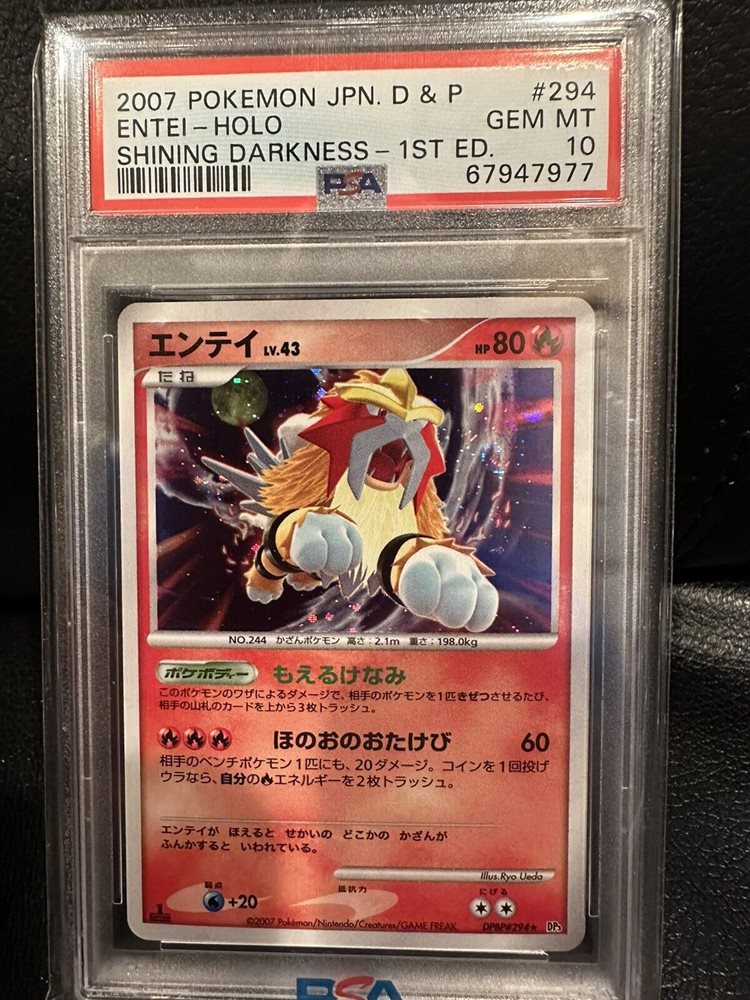 2007 POKEMON JPN. D & P #294
ENTEI-HOLO GEM MT
SHINING DARKNESS-1ST ED. 10
PSA 67947977
エンテイ LV.43 HP 80
たね
NO.244 かざんポケモン 高さ:2.1m 重さ:198.0kg
ポケボディー もえるけなみ
このポケモンのワザによるダメージで、相手のポケモンを1匹きぜつさせるたび、
相手の山札のカードを上から3枚トラッシュ。
ほのおのおたけび 60
相手のベンチポケモン1匹にも、20ダメージ。コインを1回投げ
ウラなら、自分のエネルギーを2枚トラッシュ。
エンテイが ほえると せかいの どこかの かざんが
ふんかすると いわれている。
Illus.Ryo Ueda
弱点 抵抗力 にげる
+20
1 EDITION
©2007 Pokémon/Nintendo/Creatures/GAME FREAK. DPBP#294★ DP3
PSA